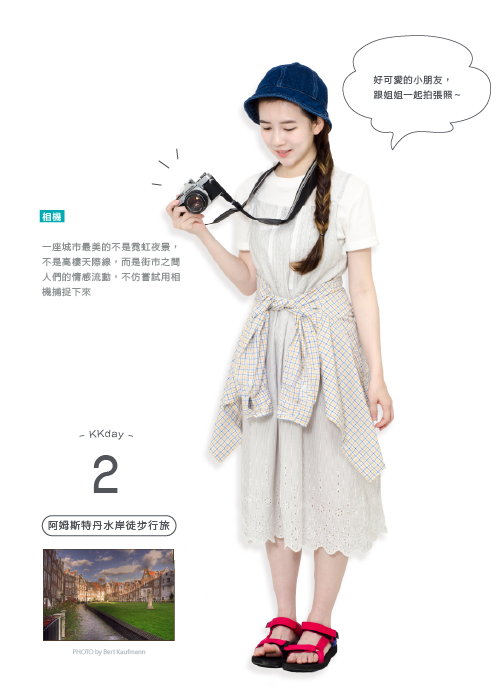 好可愛的小朋友，
跟姐姐一起拍張照～
相機
一座城市最美的不是霓虹夜景，
不是高樓天際線，而是街市之間
人們的情感流動，不仿嘗試用相
機捕捉下來
KKday
2
阿姆斯特丹水岸徒步行旅
PHOTO by Bert Kaufmann